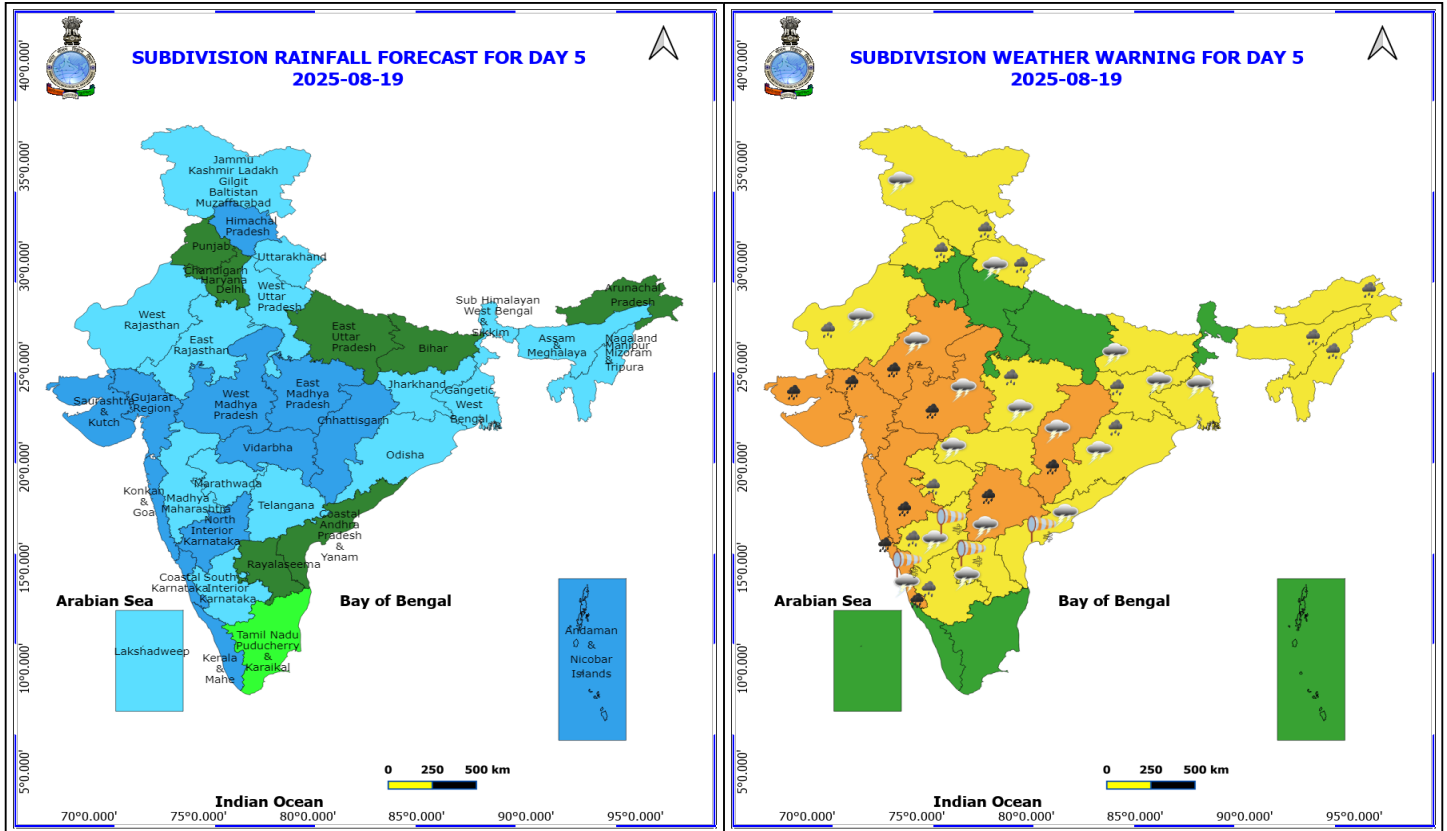 SUBDIVISION RAINFALL FORECAST FOR DAY 5
2025-08-19
40°0.000'
35°0.000'
30°0.000'
25°0.000'
20°0.000'
15°0.000'
10°0.000'
5°0.000'
Jammu
Kashmir Ladakh
Gilgit
Baltistan
Muzaffarabad
Himachal
Pradesh
Punjab
Uttarakhand
Chandigarh
Haryana
Delhi
West
Uttar
Pradesh
Arunachal
Pradesh
Sub Himalayan
West Bengal
&
Sikkim
West
Rajasthan
East
Rajasthan
East
Uttar
Pradesh
Bihar
Assam
&
Meghalaya
Nagaland
Manipur
Mizoram
&
Tripura
Saurashtra
&
Kutch
Gujarat
Region
West
Madhya
Pradesh
East
Madhya
Pradesh
Jharkhand
Gangetic
West
Bengal
Chhattisgarh
Vidarbha
Odisha
Konkan
&
Goa
Marathwada
Madhya
Maharashtra
Telangana
North
Interior
Karnataka
Coastal
Andhra
Pradesh
&
Yanam
Rayalaseema
Coastal
Karnataka
South
Interior
Karnataka
Arabian Sea
Bay of Bengal
Lakshadweep
Tamil Nadu
Puducherry
&
Karaikal
Kerala
&
Mahe
Andaman
&
Nicobar
Islands
0 250 500 km
Indian Ocean
70°0.000' 75°0.000' 80°0.000' 85°0.000' 90°0.000' 95°0.000'
SUBDIVISION WEATHER WARNING FOR DAY 5
2025-08-19
40°0.000'
35°0.000'
30°0.000'
25°0.000'
20°0.000'
15°0.000'
10°0.000'
5°0.000'
Arabian Sea
Bay of Bengal
0 250 500 km
Indian Ocean
70°0.000' 75°0.000' 80°0.000' 85°0.000' 90°0.000' 95°0.000'